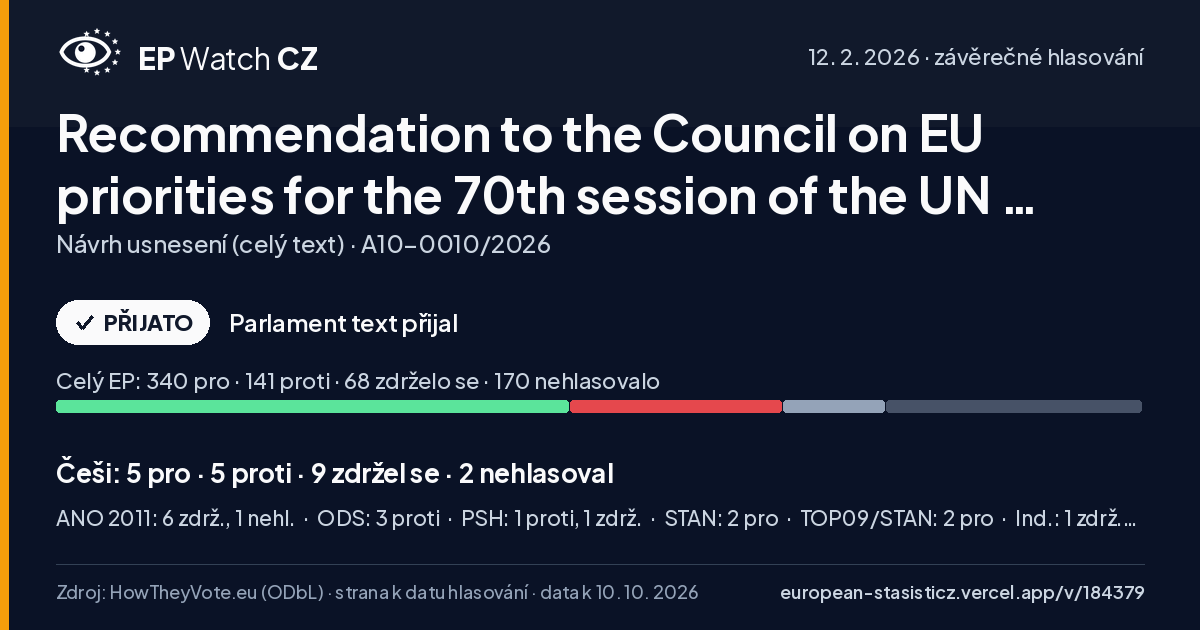 EP Watch CZ
12. 2. 2026 · závěrečné hlasování
Recommendation to the Council on EU
priorities for the 70th session of the UN …
Návrh usnesení (celý text) · A10-0010/2026
✓ PŘIJATO Parlament text přijal
Celý EP: 340 pro · 141 proti · 68 zdrželo se · 170 nehlasovalo
Češi: 5 pro · 5 proti · 9 zdržel se · 2 nehlasoval
ANO 2011: 6 zdrž., 1 nehl. · ODS: 3 proti · PSH: 1 proti, 1 zdrž. · STAN: 2 pro · TOP09/STAN: 2 pro · Ind.: 1 zdrž. …
Zdroj: HowTheyVote.eu (ODbL) · strana k datu hlasování · data k 10. 10. 2026
european-stasisticz.vercel.app/v/184379